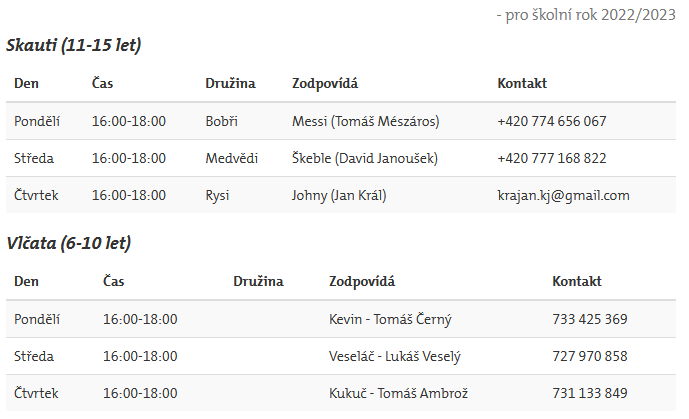 - pro školní rok 2022/2023
Skauti (11-15 let)
Den Čas Družina Zodpovídá Kontakt
Pondělí 16:00-18:00 Bobři Messi (Tomáš Mészáros) +420 774 656 067
Středa 16:00-18:00 Medvědi Škeble (David Janoušek) +420 777 168 822
Čtvrtek 16:00-18:00 Rysi Johny (Jan Král) krajan.kj@gmail.com
Vlčata (6-10 let)
Den Čas Družina Zodpovídá Kontakt
Pondělí 16:00-18:00 Kevin - Tomáš Černý 733 425 369
Středa 16:00-18:00 Veseláč - Lukáš Veselý 727 970 858
Čtvrtek 16:00-18:00 Kukuč - Tomáš Ambrož 731 133 849